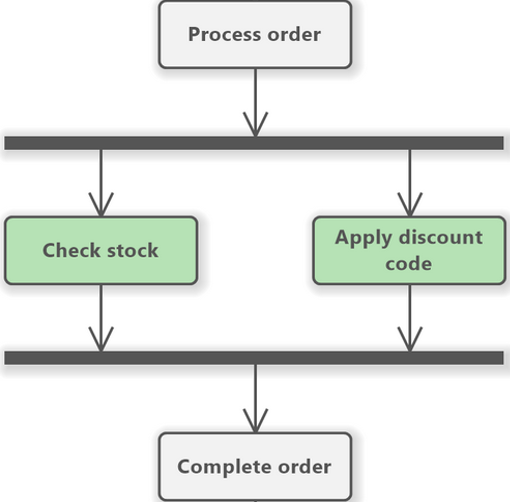 Process order
Check stock
Apply discount
code
Complete order